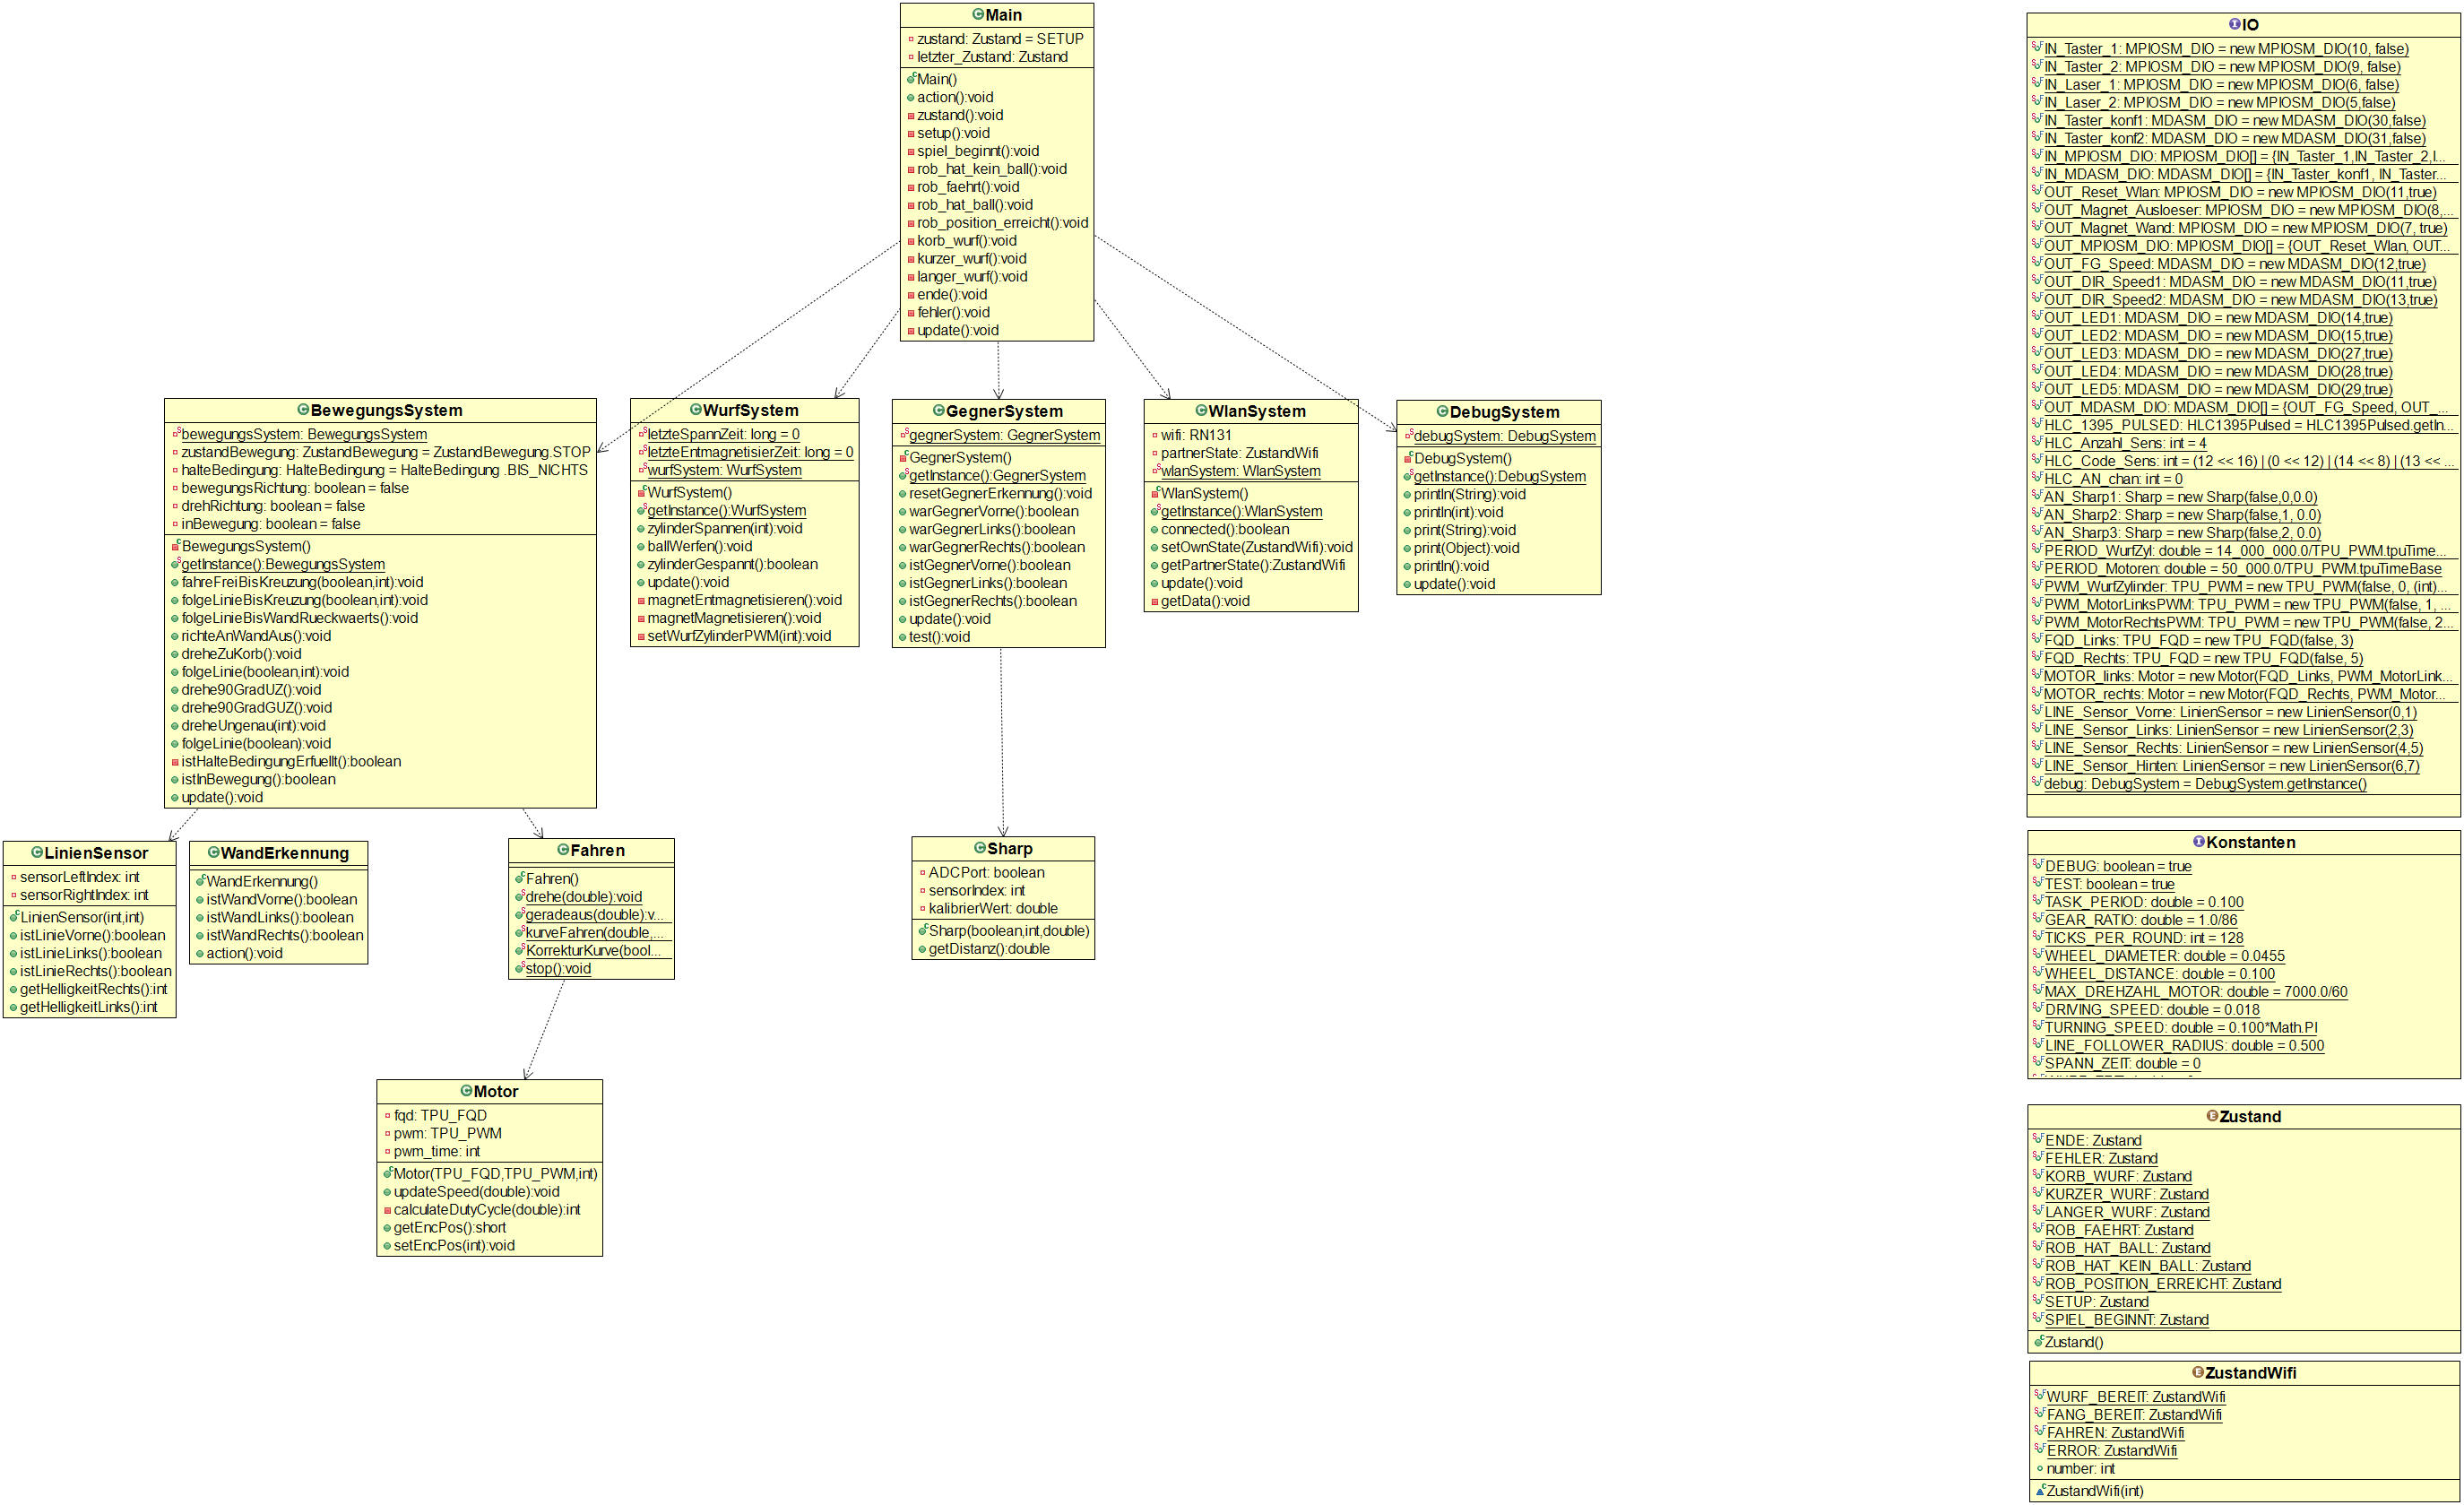 Main
zustand: Zustand = SETUP
letzter_Zustand: Zustand
Main()
action():void
zustand():void
setup():void
spiel_beginnt():void
rob_hat_kein_ball():void
rob_faehrt():void
rob_hat_ball():void
rob_position_erreicht():void
korb_wurf():void
kurzer_wurf():void
langer_wurf():void
ende():void
fehler():void
update():void
BewegungsSystem
bewegungsSystem: BewegungsSystem
zustandBewegung: ZustandBewegung = ZustandBewegung.STOP
halteBedingung: HalteBedingung = HalteBedingung .BIS_NICHTS
bewegungsRichtung: boolean = false
drehRichtung: boolean = false
inBewegung: boolean = false
BewegungsSystem()
getInstance():BewegungsSystem
fahreFreiBisKreuzung(boolean,int):void
folgeLinieBisKreuzung(boolean,int):void
folgeLinieBisWandRueckwaerts():void
richteAnWandAus():void
dreheZuKorb():void
folgeLinie(boolean,int):void
drehe90GradUZ():void
drehe90GradGUZ():void
dreheUngenau(int):void
folgeLinie(boolean):void
istHalteBedingungErfuellt():boolean
istInBewegung():boolean
update():void
WurfSystem
letzteSpannZeit: long = 0
letzteEntmagnetisierZeit: long = 0
wurfSystem: WurfSystem
WurfSystem()
getInstance():WurfSystem
zylinderSpannen(int):void
ballWerfen():void
zylinderGespannt():boolean
update():void
magnetEntmagnetisieren():void
magnetMagnetisieren():void
setWurfZylinderPWM(int):void
GegnerSystem
gegnerSystem: GegnerSystem
GegnerSystem()
getInstance():GegnerSystem
resetGegnerErkennung():void
warGegnerVorne():boolean
warGegnerLinks():boolean
warGegnerRechts():boolean
istGegnerVorne():boolean
istGegnerLinks():boolean
istGegnerRechts():boolean
update():void
test():void
WlanSystem
wifi: RN131
partnerState: ZustandWifi
wlanSystem: WlanSystem
WlanSystem()
getInstance():WlanSystem
connected():boolean
setOwnState(ZustandWifi):void
getPartnerState():ZustandWifi
update():void
getData():void
DebugSystem
debugSystem: DebugSystem
DebugSystem()
getInstance():DebugSystem
println(String):void
println(int):void
print(String):void
print(Object):void
println():void
update():void
LinienSensor
sensorLeftIndex: int
sensorRightIndex: int
LinienSensor(int,int)
istLinieVorne():boolean
istLinieLinks():boolean
istLinieRechts():boolean
getHelligkeitRechts():int
getHelligkeitLinks():int
WandErkennung
WandErkennung()
istWandVorne():boolean
istWandLinks():boolean
istWandRechts():boolean
action():void
Fahren
Fahren()
drehe(double):void
geradeaus(double):v...
kurveFahren(double,...
KorrekturKurve(bool...
stop():void
Sharp
ADCPort: boolean
sensorIndex: int
kalibrierWert: double
Sharp(boolean,int,double)
getDistanz():double
Motor
fqd: TPU_FQD
pwm: TPU_PWM
pwm_time: int
Motor(TPU_FQD,TPU_PWM,int)
updateSpeed(double):void
calculateDutyCycle(double):int
getEncPos():short
setEncPos(int):void
IO
IN_Taster_1: MPIOSM_DIO = new MPIOSM_DIO(10, false)
IN_Taster_2: MPIOSM_DIO = new MPIOSM_DIO(9, false)
IN_Laser_1: MPIOSM_DIO = new MPIOSM_DIO(6, false)
IN_Laser_2: MPIOSM_DIO = new MPIOSM_DIO(5,false)
IN_Taster_konf1: MDASM_DIO = new MDASM_DIO(30,false)
IN_Taster_konf2: MDASM_DIO = new MDASM_DIO(31,false)
IN_MPIOSM_DIO: MPIOSM_DIO[] = {IN_Taster_1,IN_Taster_2,I...
IN_MDASM_DIO: MDASM_DIO[] = {IN_Taster_konf1, IN_Taster...
OUT_Reset_Wlan: MPIOSM_DIO = new MPIOSM_DIO(11,true)
OUT_Magnet_Ausloeser: MPIOSM_DIO = new MPIOSM_DIO(8,...
OUT_Magnet_Wand: MPIOSM_DIO = new MPIOSM_DIO(7, true)
OUT_MPIOSM_DIO: MPIOSM_DIO[] = {OUT_Reset_Wlan, OUT...
OUT_FG_Speed: MDASM_DIO = new MDASM_DIO(12,true)
OUT_DIR_Speed1: MDASM_DIO = new MDASM_DIO(11,true)
OUT_DIR_Speed2: MDASM_DIO = new MDASM_DIO(13,true)
OUT_LED1: MDASM_DIO = new MDASM_DIO(14,true)
OUT_LED2: MDASM_DIO = new MDASM_DIO(15,true)
OUT_LED3: MDASM_DIO = new MDASM_DIO(27,true)
OUT_LED4: MDASM_DIO = new MDASM_DIO(28,true)
OUT_LED5: MDASM_DIO = new MDASM_DIO(29,true)
OUT_MDASM_DIO: MDASM_DIO[] = {OUT_FG_Speed, OUT_...
HLC_1395_PULSED: HLC1395Pulsed = HLC1395Pulsed.getIn...
HLC_Anzahl_Sens: int = 4
HLC_Code_Sens: int = (12 << 16) | (0 << 12) | (14 << 8) | (13 << ...
HLC_AN_chan: int = 0
AN_Sharp1: Sharp = new Sharp(false,0,0.0)
AN_Sharp2: Sharp = new Sharp(false,1, 0.0)
AN_Sharp3: Sharp = new Sharp(false,2, 0.0)
PERIOD_WurfZyl: double = 14_000_000.0/TPU_PWM.tpuTime...
PERIOD_Motoren: double = 50_000.0/TPU_PWM.tpuTimeBase
PWM_WurfZylinder: TPU_PWM = new TPU_PWM(false, 0, (int)...
PWM_MotorLinksPWM: TPU_PWM = new TPU_PWM(false, 1, ...
PWM_MotorRechtsPWM: TPU_PWM = new TPU_PWM(false, 2...
FQD_Links: TPU_FQD = new TPU_FQD(false, 3)
FQD_Rechts: TPU_FQD = new TPU_FQD(false, 5)
MOTOR_links: Motor = new Motor(FQD_Links, PWM_MotorLink...
MOTOR_rechts: Motor = new Motor(FQD_Rechts, PWM_Motor...
LINE_Sensor_Vorne: LinienSensor = new LinienSensor(0,1)
LINE_Sensor_Links: LinienSensor = new LinienSensor(2,3)
LINE_Sensor_Rechts: LinienSensor = new LinienSensor(4,5)
LINE_Sensor_Hinten: LinienSensor = new LinienSensor(6,7)
debug: DebugSystem = DebugSystem.getInstance()
Konstanten
DEBUG: boolean = true
TEST: boolean = true
TASK_PERIOD: double = 0.100
GEAR_RATIO: double = 1.0/86
TICKS_PER_ROUND: int = 128
WHEEL_DIAMETER: double = 0.0455
WHEEL_DISTANCE: double = 0.100
MAX_DREHZAHL_MOTOR: double = 7000.0/60
DRIVING_SPEED: double = 0.018
TURNING_SPEED: double = 0.100*Math.PI
LINE_FOLLOWER_RADIUS: double = 0.500
SPANN_ZEIT: double = 0
Zustand
ENDE: Zustand
FEHLER: Zustand
KORB_WURF: Zustand
KURZER_WURF: Zustand
LANGER_WURF: Zustand
ROB_FAEHRT: Zustand
ROB_HAT_BALL: Zustand
ROB_HAT_KEIN_BALL: Zustand
ROB_POSITION_ERREICHT: Zustand
SETUP: Zustand
SPIEL_BEGINNT: Zustand
Zustand()
ZustandWifi
WURF_BEREIT: ZustandWifi
FANG_BEREIT: ZustandWifi
FAHREN: ZustandWifi
ERROR: ZustandWifi
number: int
ZustandWifi(int)